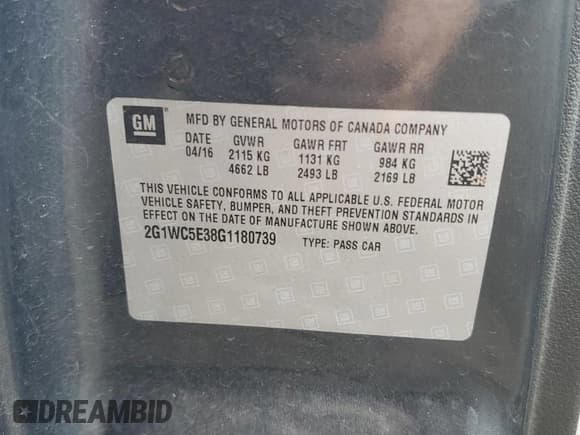 GM
MFD BY GENERAL MOTORS OF CANADA COMPANY
DATE GVWR GAWR FRT GAWR RR
04/16 2115 KG 1131 KG 984 KG
4662 LB 2493 LB 2169 LB
THIS VEHICLE CONFORMS TO ALL APPLICABLE U.S. FEDERAL MOTOR
VEHICLE SAFETY, BUMPER, AND THEFT PREVENTION STANDARDS IN
EFFECT ON THE DATE OF MANUFACTURE SHOWN ABOVE.
2G1WC5E38G1180739 TYPE: PASS CAR
DREAMBID